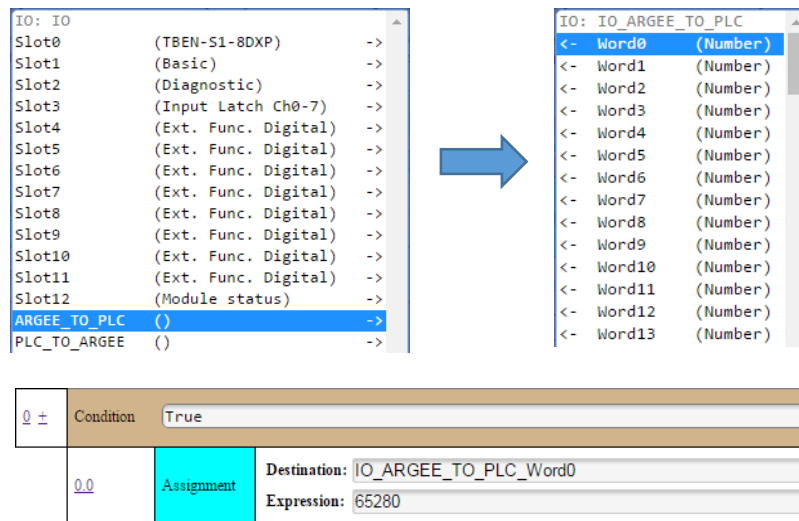 IO: IO
Slot0 (TBEN-S1-8DXP) ->
Slot1 (Basic) ->
Slot2 (Diagnostic) ->
Slot3 (Input Latch Ch0-7) ->
Slot4 (Ext. Func. Digital) ->
Slot5 (Ext. Func. Digital) ->
Slot6 (Ext. Func. Digital) ->
Slot7 (Ext. Func. Digital) ->
Slot8 (Ext. Func. Digital) ->
Slot9 (Ext. Func. Digital) ->
Slot10 (Ext. Func. Digital) ->
Slot11 (Ext. Func. Digital) ->
Slot12 (Module status) ->
ARGEE_TO_PLC () ->
PLC_TO_ARGEE () ->
IO: IO_ARGEE_TO_PLC
<- Word0 (Number)
<- Word1 (Number)
<- Word2 (Number)
<- Word3 (Number)
<- Word4 (Number)
<- Word5 (Number)
<- Word6 (Number)
<- Word7 (Number)
<- Word8 (Number)
<- Word9 (Number)
<- Word10 (Number)
<- Word11 (Number)
<- Word12 (Number)
<- Word13 (Number)
0 + Condition True
0.0 Assignment Destination: IO_ARGEE_TO_PLC_Word0
Expression: 65280